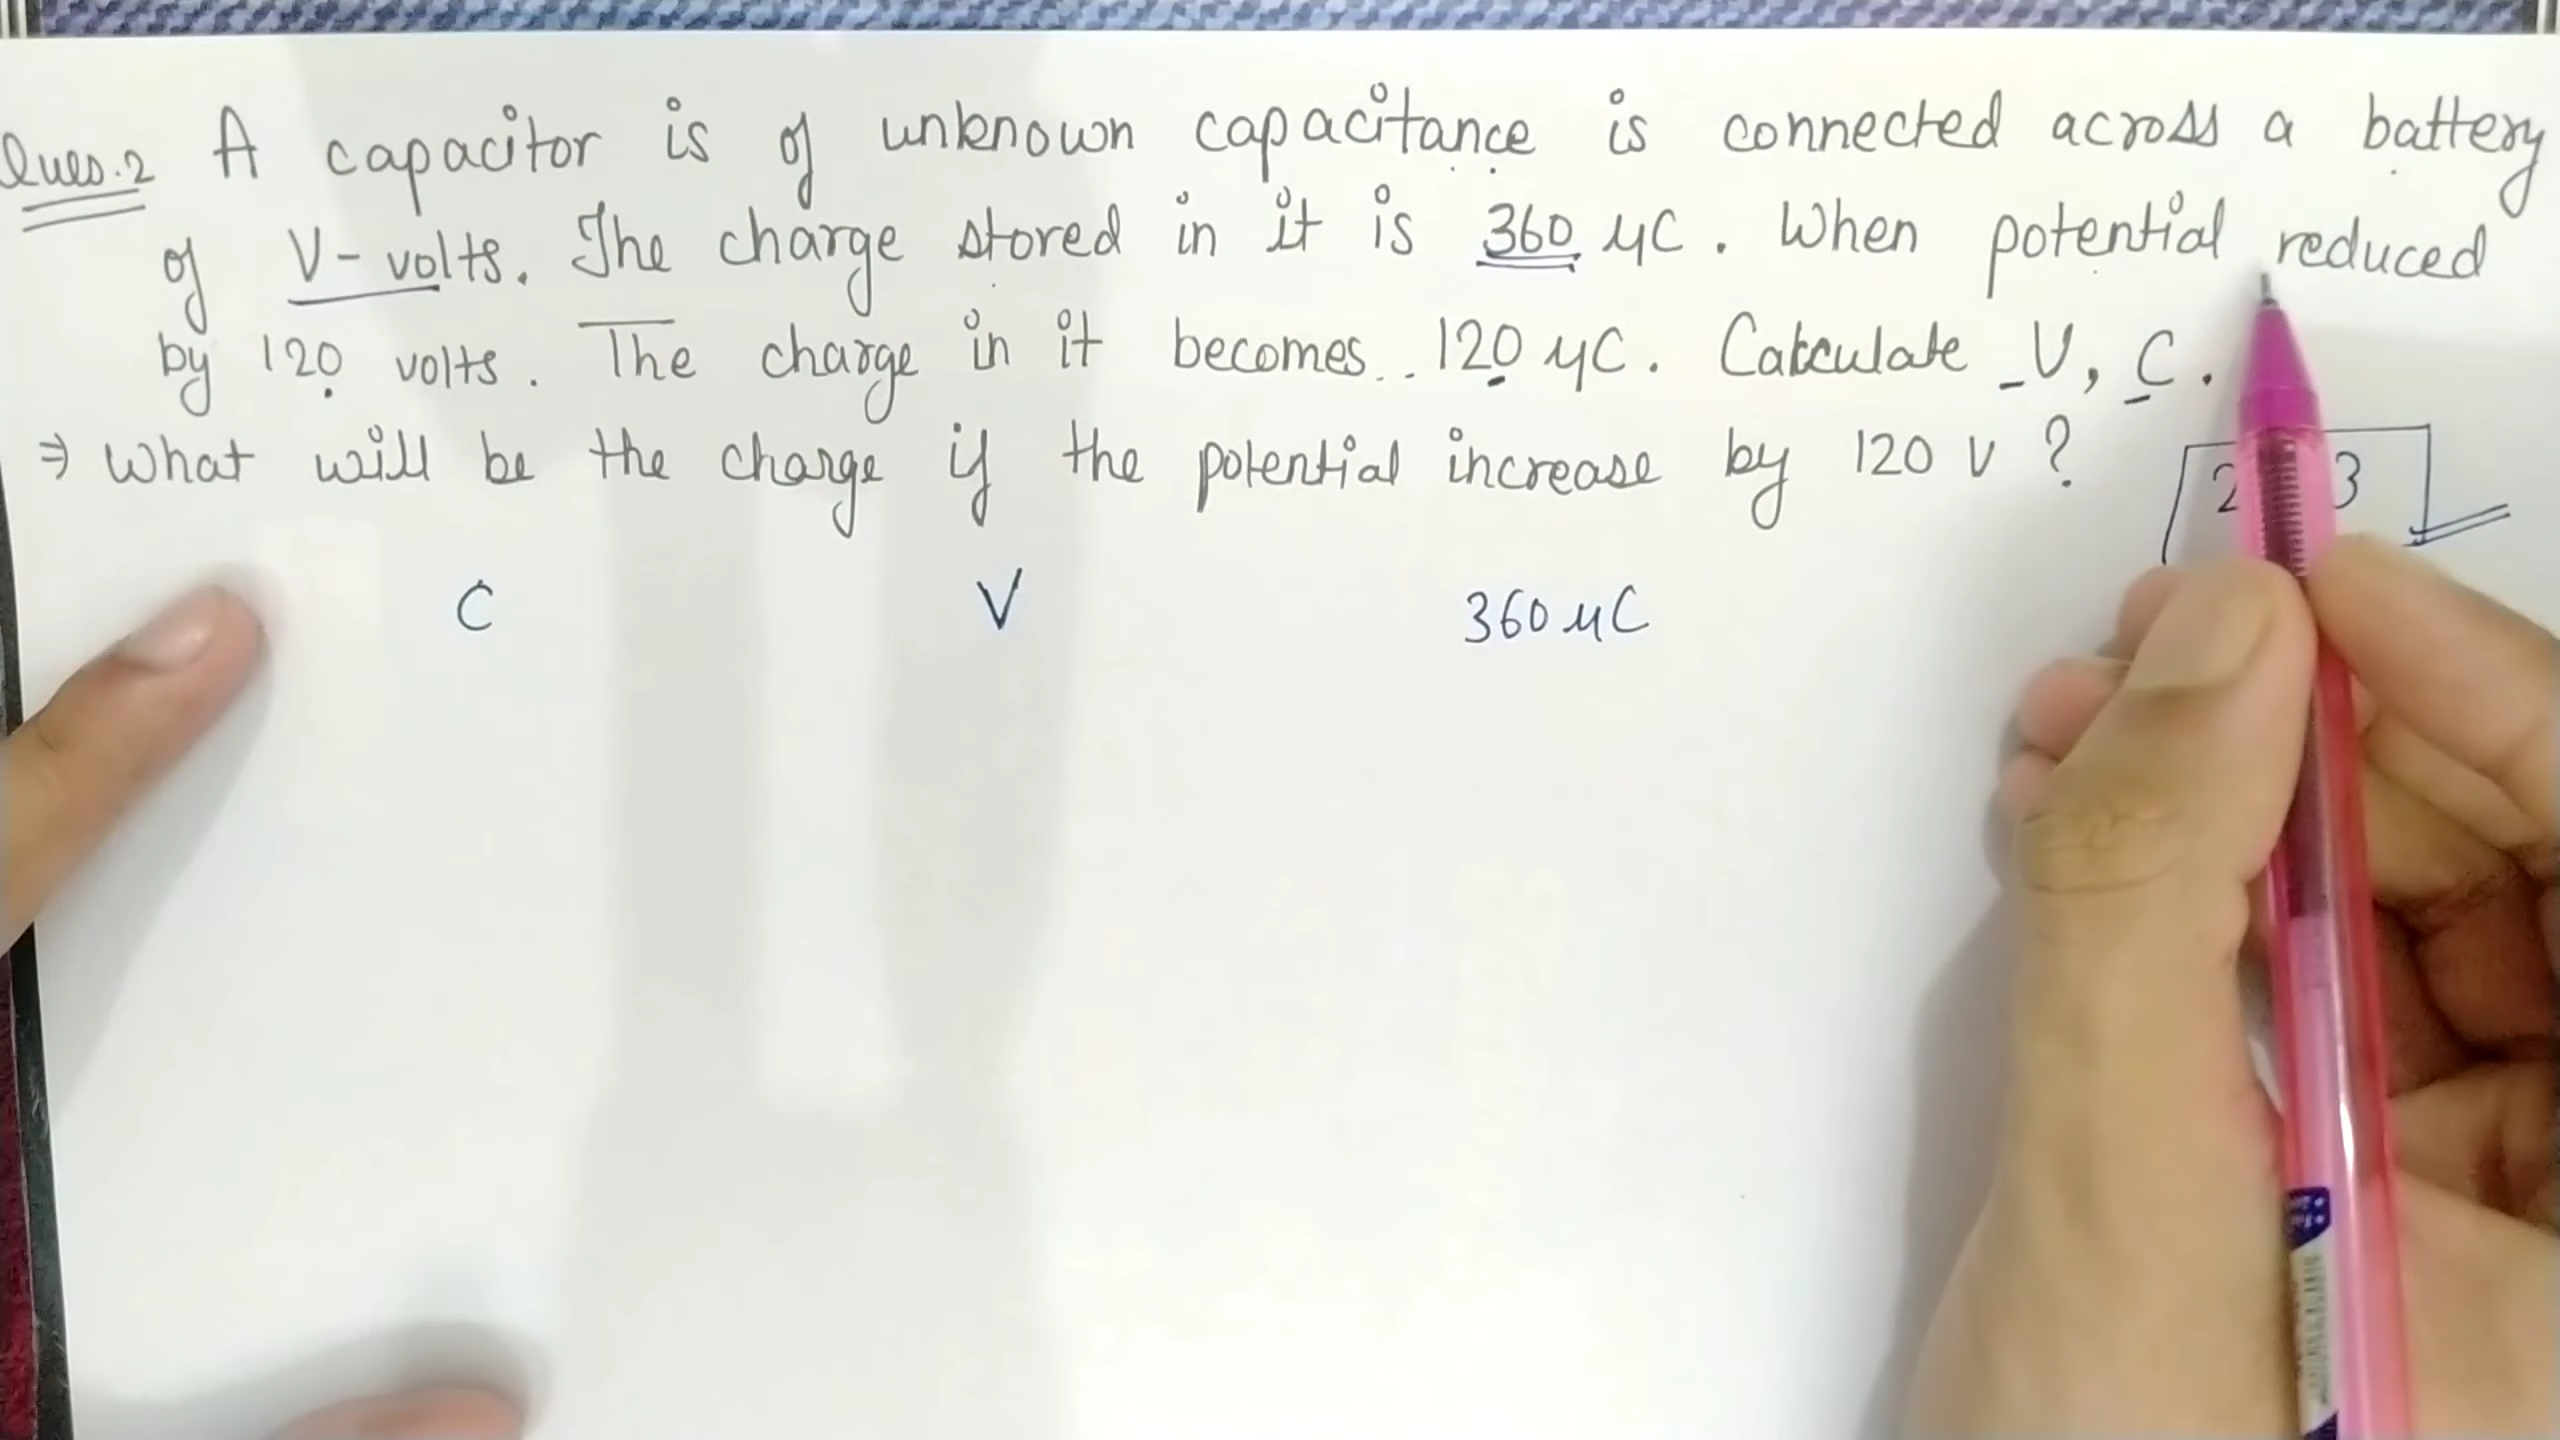 Ques.2 A capacitor is of unknown capacitance is connected across a battery
of V-volts. The charge stored in it is 360 μC. When potential reduced
by 120 volts. The charge in it becomes.. 120 μC. Calculate V, C.
⇒ What will be the charge if the potential increase by 120 V ?
C V 360 μC